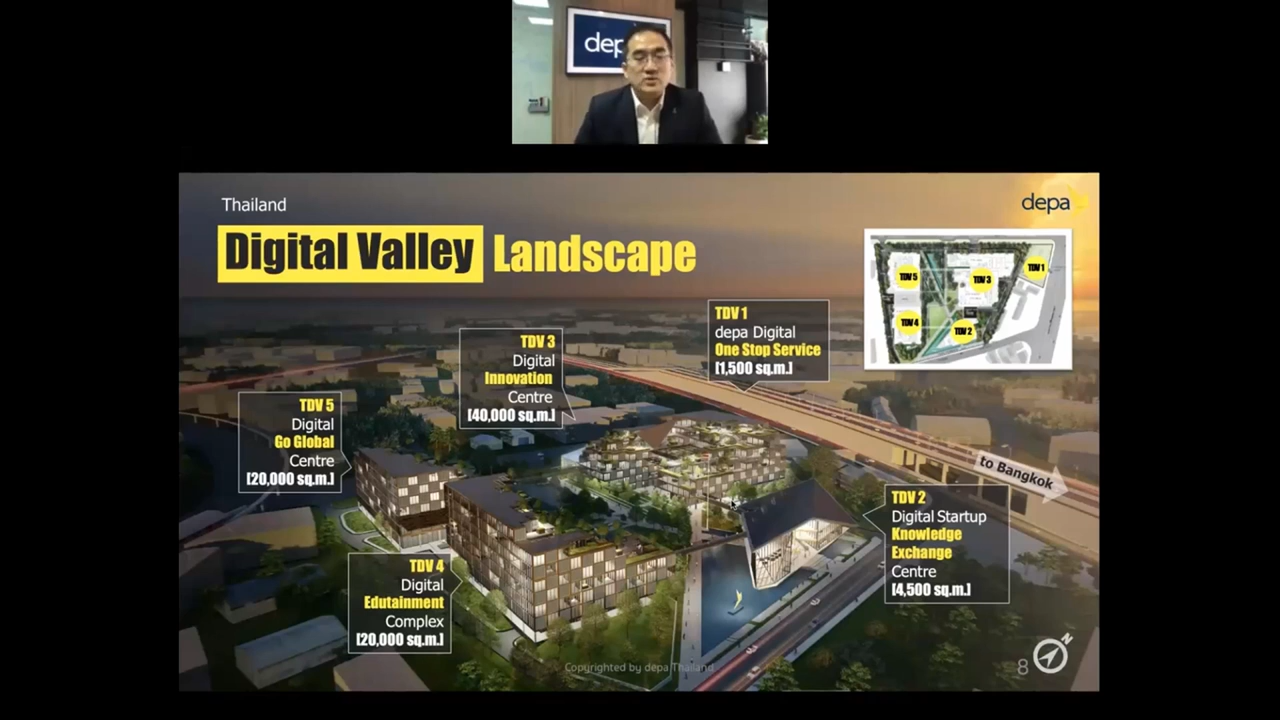 dep
Thailand
depa
Digital Valley Landscape
TDV 1
TDV 5
TDV 3
TDV 4
TDV 2
TDV 1
depa Digital
One Stop Service
[1,500 sq.m.]
TDV 3
Digital
Innovation
Centre
[40,000 sq.m.]
TDV 5
Digital
Go Global
Centre
[20,000 sq.m.]
to Bangkok
TDV 2
Digital Startup
Knowledge
Exchange
Centre
[4,500 sq.m.]
TDV 4
Digital
Edutainment
Complex
[20,000 sq.m.]
Copyrighted by depa Thailand
8
N